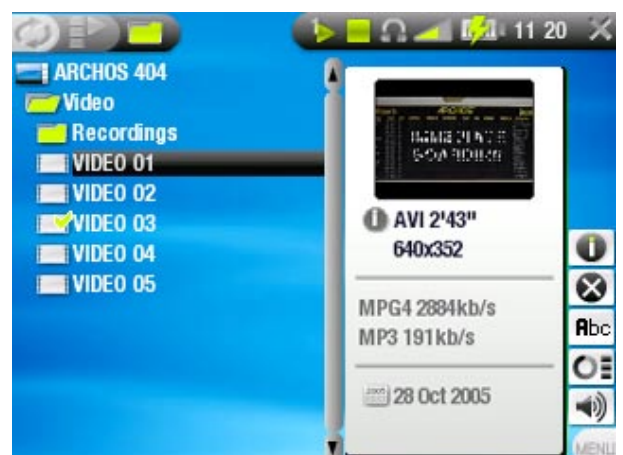 11 20
ARCHOS 404
Video
Recordings
VIDEO 01
VIDEO 02
VIDEO 03
VIDEO 04
VIDEO 05
ARCHOS
AVI 2'43"
640x352
MPG4 2884kb/s
MP3 191kb/s
28 Oct 2005
Abc
MENU